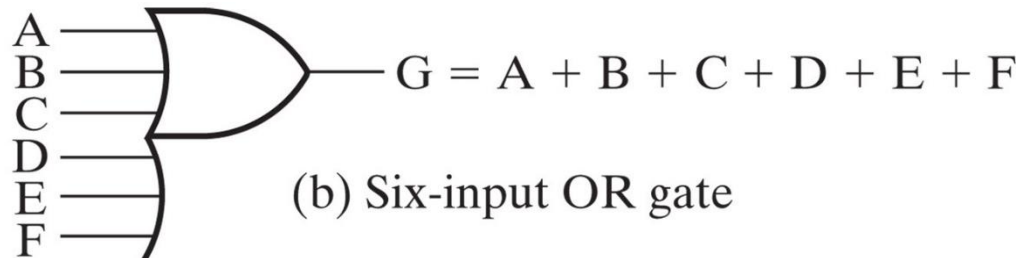 A
B
C
D
E
F
G = A + B + C + D + E + F
(b) Six-input OR gate